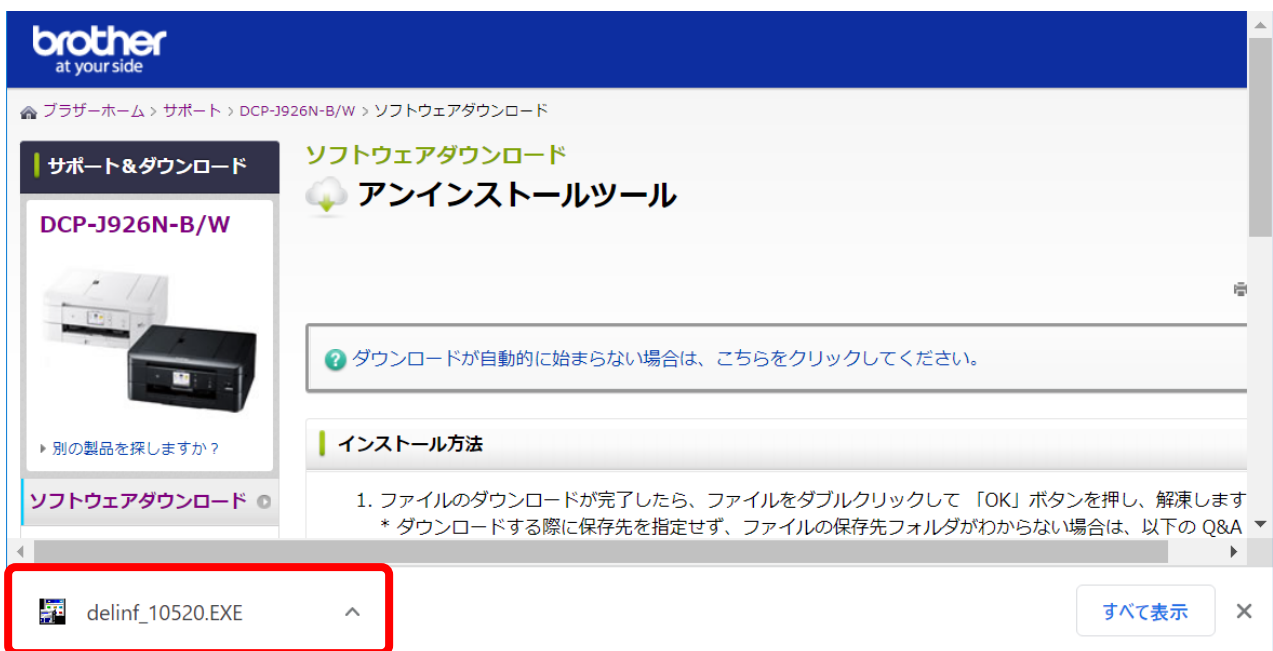 brother
at your side
ブラザーホーム > サポート > DCP-J926N-B/W > ソフトウェアダウンロード
サポート&ダウンロード
DCP-J926N-B/W
別の製品を探しますか？
ソフトウェアダウンロード
ソフトウェアダウンロード
アンインストールツール
ダウンロードが自動的に始まらない場合は、こちらをクリックしてください。
インストール方法
1. ファイルのダウンロードが完了したら、ファイルをダブルクリックして 「OK」ボタンを押し、解凍します
* ダウンロードする際に保存先を指定せず、ファイルの保存先フォルダがわからない場合は、以下の Q&A
delinf_10520.EXE
すべて表示